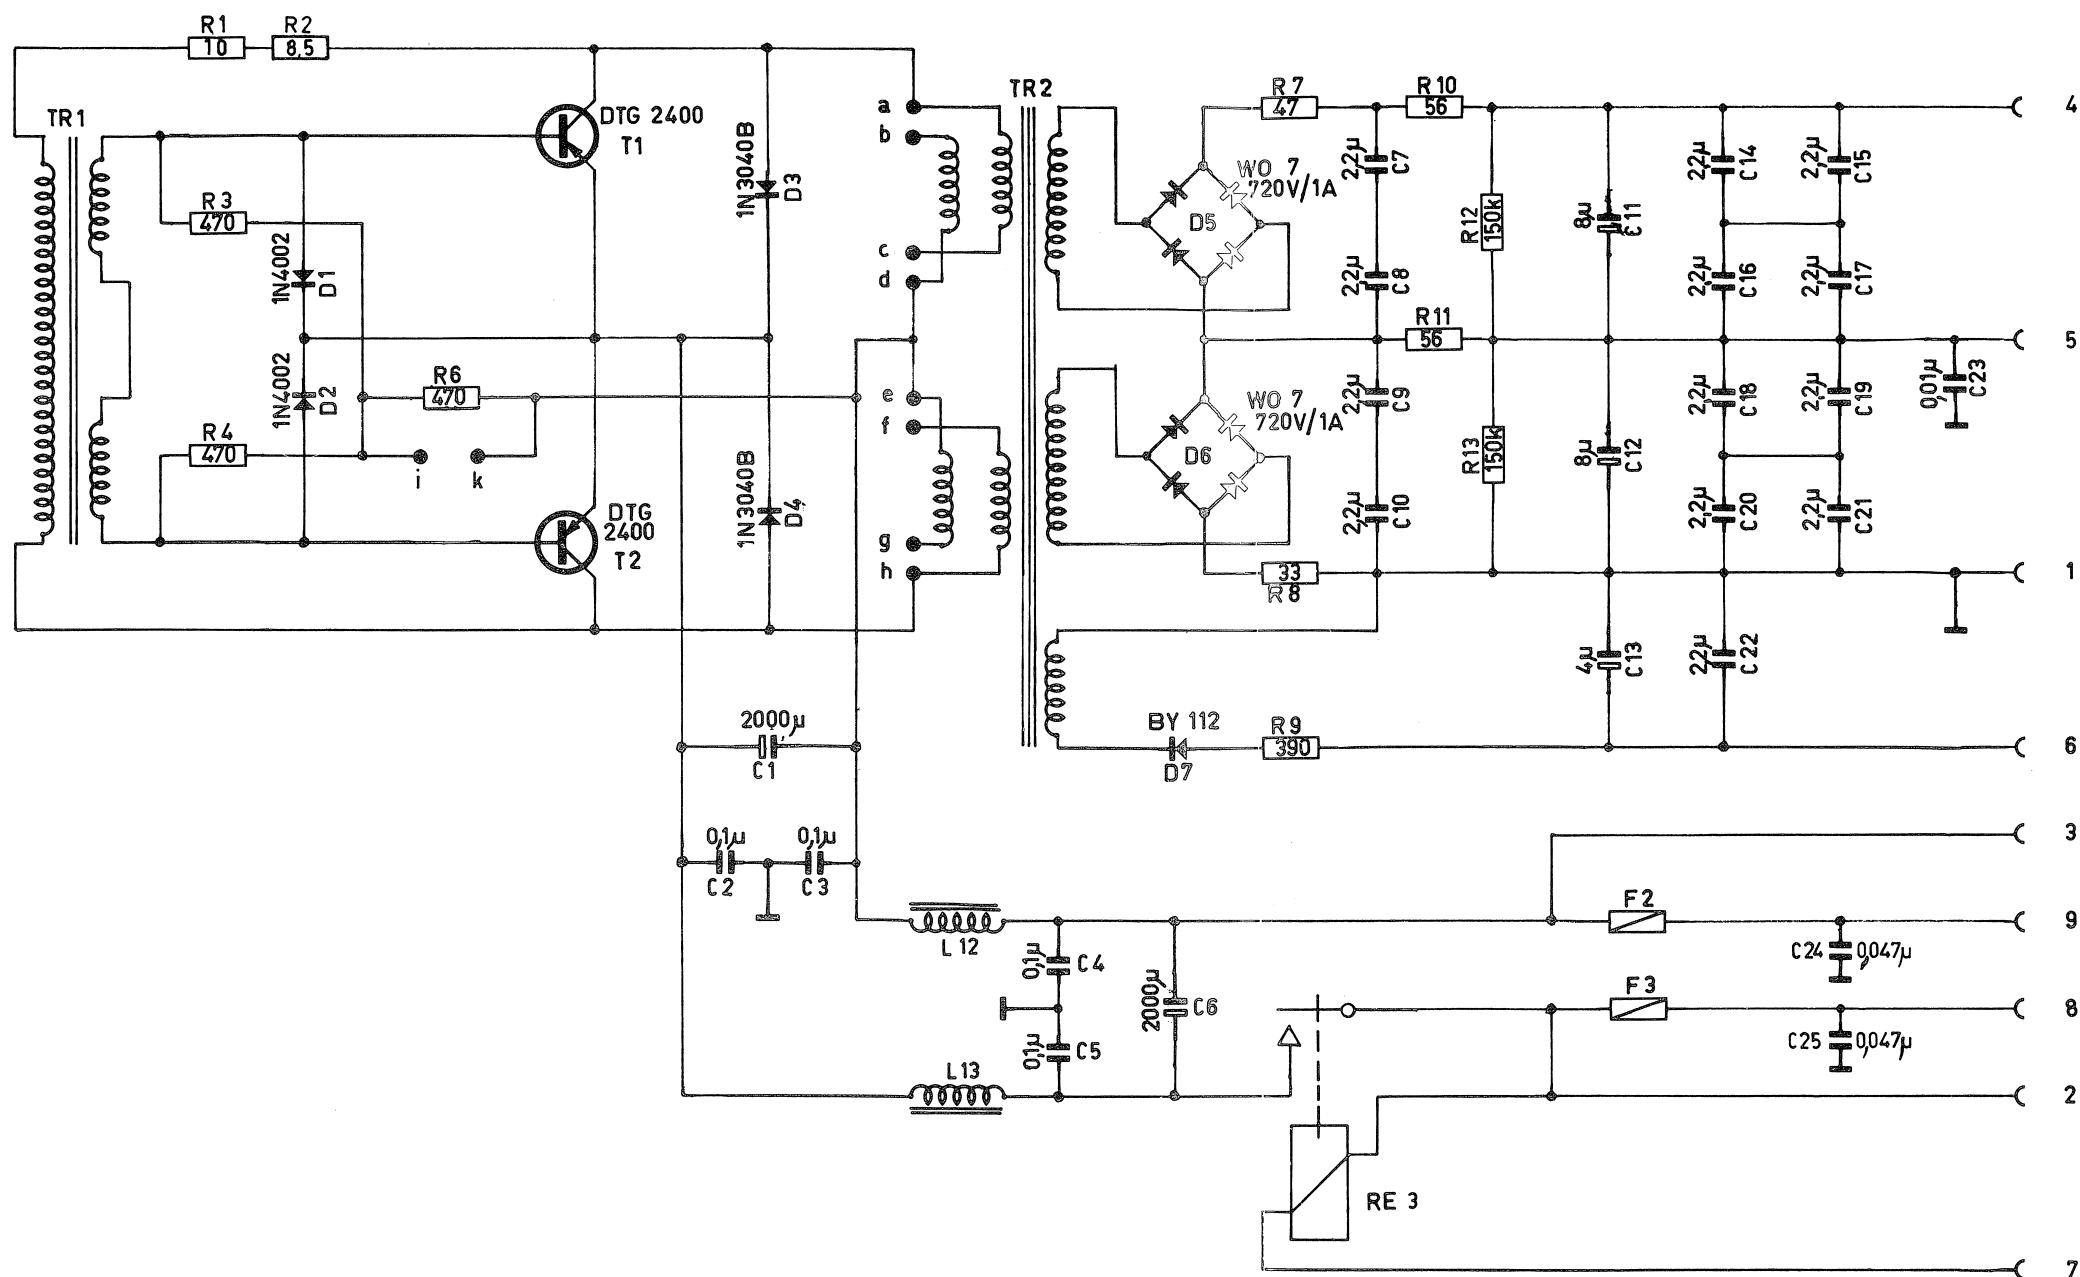 R1
10
R2
8,5
TR1
DTG 2400
T1
R3
470
1N4002
D1
1N4002
D2
R4
470
R6
470
i
k
DTG
2400
T2
1N3040B
D3
1N3040B
D4
a
b
c
d
e
f
g
h
TR2
R7
47
R10
56
WO 7
720V/1A
D5
2,2µ
C7
2,2µ
C8
R12
150k
8µ
C11
2,2µ
C14
2,2µ
C15
2,2µ
C16
2,2µ
C17
R11
56
WO 7
720V/1A
D6
2,2µ
C9
2,2µ
C10
R13
150k
8µ
C12
2,2µ
C18
2,2µ
C19
2,2µ
C20
2,2µ
C21
0,01µ
C23
33
R8
4µ
C13
2,2µ
C22
BY 112
D7
R9
390
4
5
1
6
3
9
8
2
7
2000µ
C1
0,1µ
C2
0,1µ
C3
L12
L13
0,1µ
C4
0,1µ
C5
2000µ
C6
F2
C24
0,047µ
F3
C25
0,047µ
RE 3